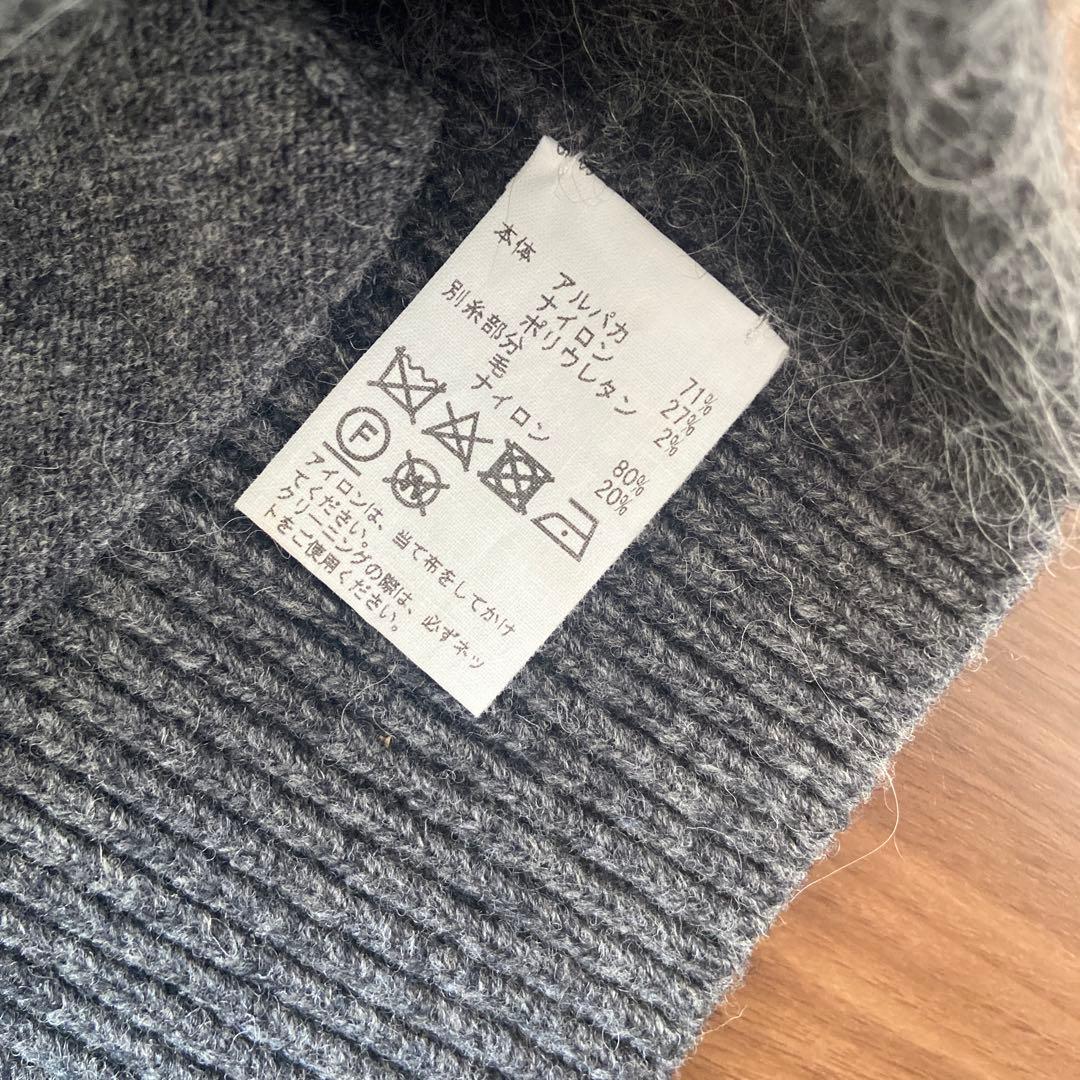 本体 アルパカ 71%
ナイロン 27%
ポリウレタン 2%
別糸部分
毛 80%
ナイロン 20%
F
W
アイロンは、当て布をしてかけ
てください。
クリーニングの際は、必ずネッ
トをご使用ください。